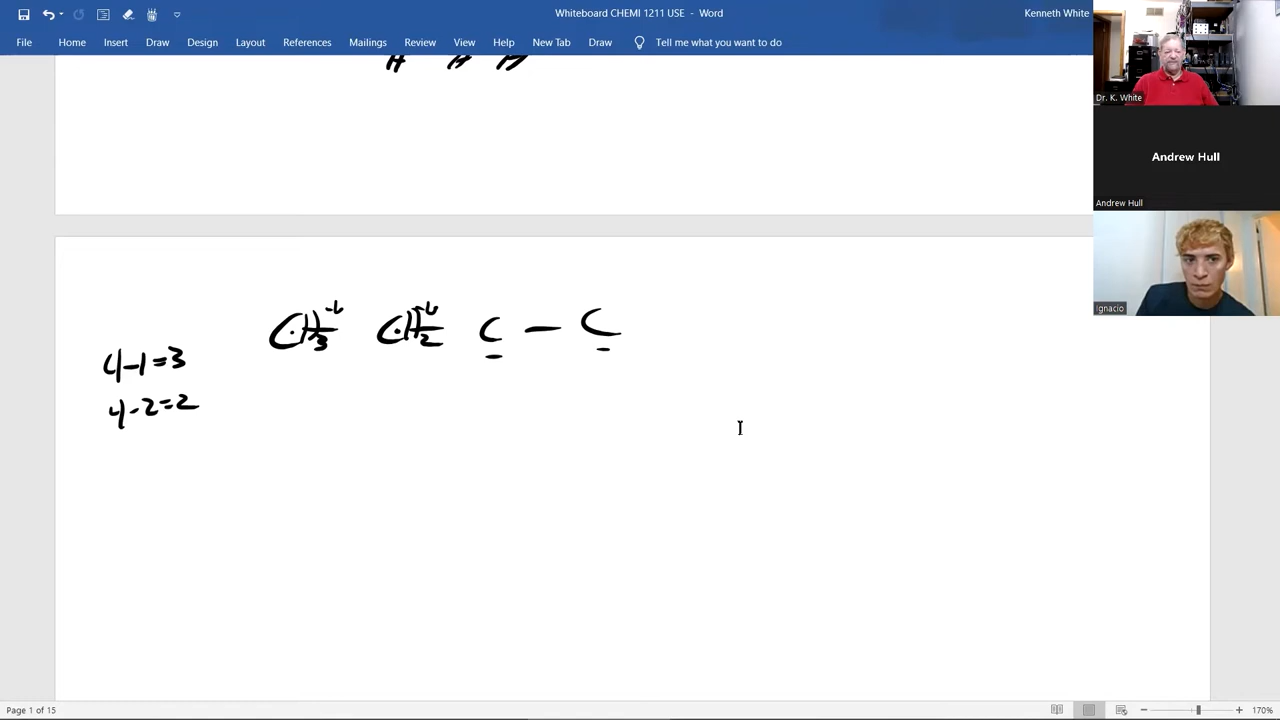 Whiteboard CHEMI 1211 USE - Word
Kenneth White
File Home Insert Draw Design Layout References Mailings Review View Help New Tab Draw Tell me what you want to do
Dr. K. White
Andrew Hull
Andrew Hull
Ignacio
C — C
4-1=3
4-2=2
Page 1 of 15
170%